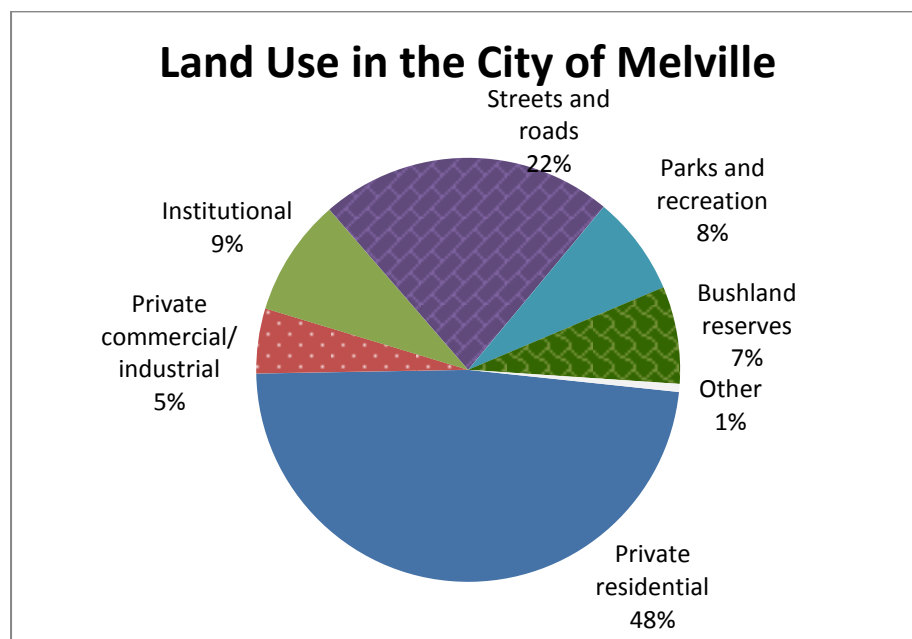 Land Use in the City of Melville
Streets and
roads
22%
Parks and
recreation
8%
Institutional
9%
Bushland
reserves
7%
Private
commercial/
industrial
5%
Other
1%
Private
residential
48%